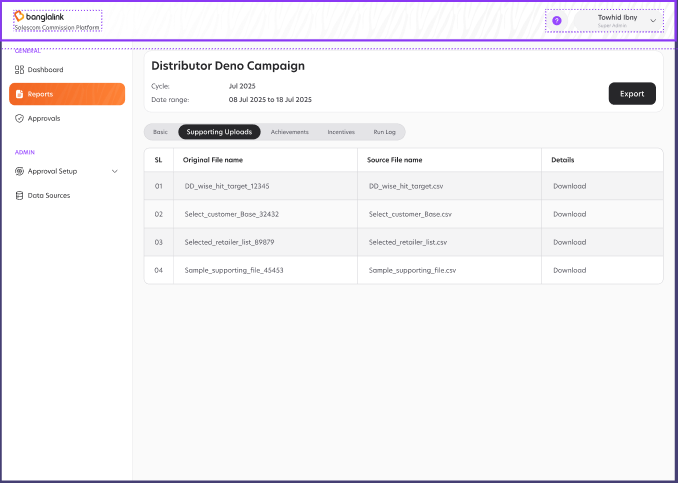 banglalink
Salescom Commission Platform
?
Towhid Ibny
Super Admin
GENERAL
Dashboard
Reports
Approvals
ADMIN
Approval Setup
Data Sources
Distributor Deno Campaign
Cycle: Jul 2025
Date range: 08 Jul 2025 to 18 Jul 2025
Export
Basic Supporting Uploads Achievements Incentives Run Log
SL Original File name Source File name Details
01 DD_wise_hit_target_12345 DD_wise_hit_target.csv Download
02 Select_customer_Base_32432 Select_customer_Base.csv Download
03 Selected_retailer_list_89879 Selected_retailer_list.csv Download
04 Sample_supporting_file_45453 Sample_supporting_file.csv Download